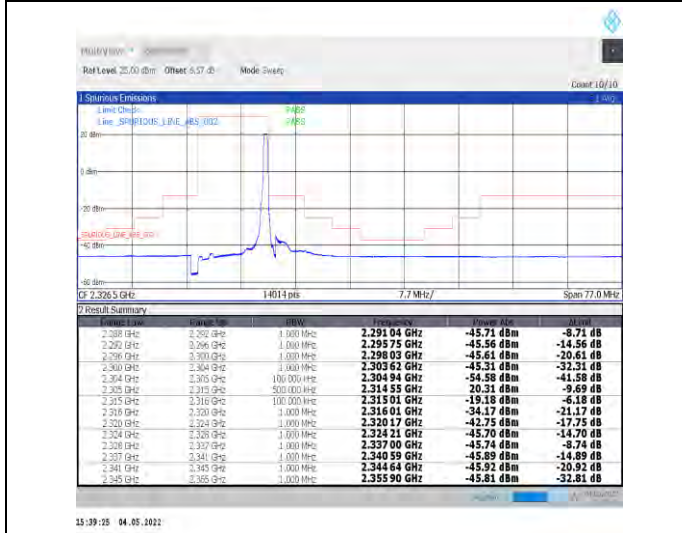 MultiView
Ref Level 25.00 dBm Offset 6.57 dB Mode Sweep
Count 10/10
1 Spurious Emissions
Limit Check PASS
Line _SPURIOUS_LINE_ABS_002 PASS
20 dBm
0 dBm
-20 dBm
-40 dBm
-60 dBm
CF 2.3265 GHz 14014 pts 7.7 MHz/ Span 77.0 MHz
2 Result Summary
Range Low Range Up RBW Frequency Power Abs ΔLimit
2.288 GHz 2.292 GHz 1.000 MHz 2.291 04 GHz -45.71 dBm -8.71 dB
2.292 GHz 2.296 GHz 1.000 MHz 2.295 75 GHz -45.56 dBm -14.56 dB
2.296 GHz 2.300 GHz 1.000 MHz 2.298 03 GHz -45.61 dBm -20.61 dB
2.300 GHz 2.304 GHz 1.000 MHz 2.303 62 GHz -45.31 dBm -32.31 dB
2.304 GHz 2.305 GHz 100.000 kHz 2.304 94 GHz -54.58 dBm -41.58 dB
2.305 GHz 2.315 GHz 500.000 kHz 2.314 55 GHz 20.31 dBm -9.69 dB
2.315 GHz 2.316 GHz 100.000 kHz 2.315 01 GHz -19.18 dBm -6.18 dB
2.316 GHz 2.320 GHz 1.000 MHz 2.316 01 GHz -34.17 dBm -21.17 dB
2.320 GHz 2.324 GHz 1.000 MHz 2.320 17 GHz -42.75 dBm -17.75 dB
2.324 GHz 2.328 GHz 1.000 MHz 2.324 21 GHz -45.70 dBm -14.70 dB
2.328 GHz 2.337 GHz 1.000 MHz 2.337 00 GHz -45.74 dBm -8.74 dB
2.337 GHz 2.341 GHz 1.000 MHz 2.340 59 GHz -45.89 dBm -14.89 dB
2.341 GHz 2.345 GHz 1.000 MHz 2.344 64 GHz -45.92 dBm -20.92 dB
2.345 GHz 2.365 GHz 1.000 MHz 2.355 90 GHz -45.81 dBm -32.81 dB
15:39:25 04.05.2022